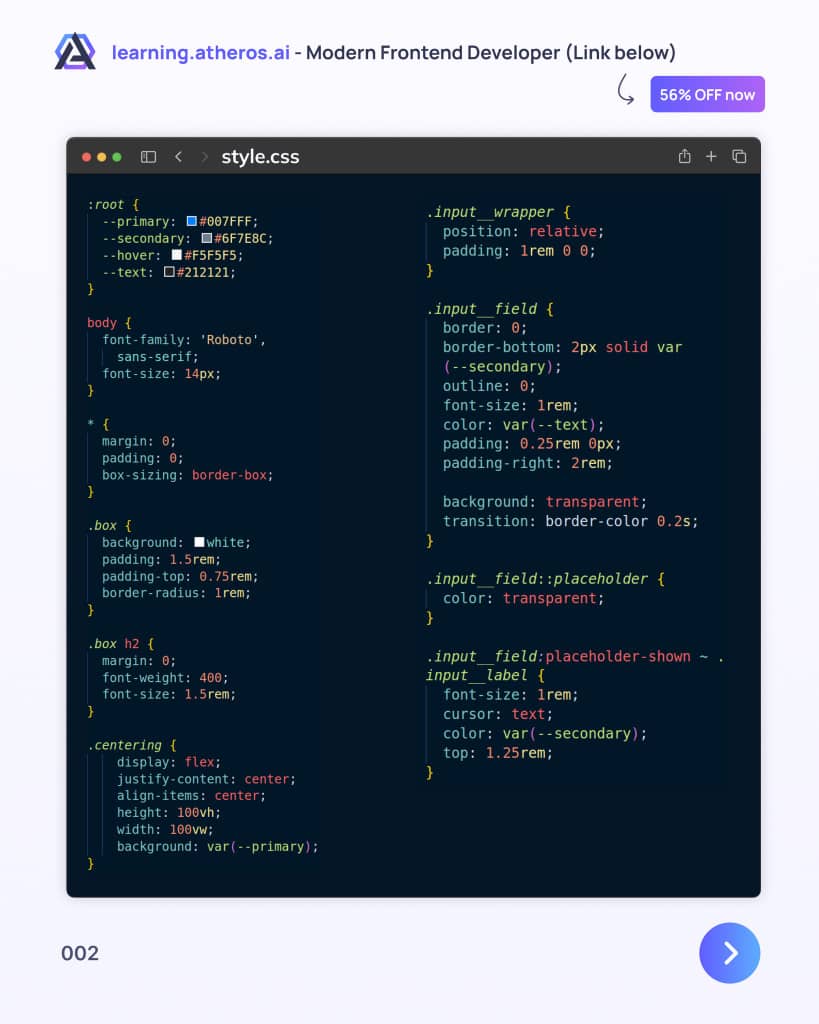 learning.atheros.ai - Modern Frontend Developer (Link below)
56% OFF now
style.css
:root {
--primary: #007FFF;
--secondary: #6F7E8C;
--hover: #F5F5F5;
--text: #212121;
}
body {
font-family: 'Roboto',
sans-serif;
font-size: 14px;
}
* {
margin: 0;
padding: 0;
box-sizing: border-box;
}
.box {
background: white;
padding: 1.5rem;
padding-top: 0.75rem;
border-radius: 1rem;
}
.box h2 {
margin: 0;
font-weight: 400;
font-size: 1.5rem;
}
.centering {
display: flex;
justify-content: center;
align-items: center;
height: 100vh;
width: 100vw;
background: var(--primary);
}
.input__wrapper {
position: relative;
padding: 1rem 0 0;
}
.input__field {
border: 0;
border-bottom: 2px solid var
(--secondary);
outline: 0;
font-size: 1rem;
color: var(--text);
padding: 0.25rem 0px;
padding-right: 2rem;
background: transparent;
transition: border-color 0.2s;
}
.input__field::placeholder {
color: transparent;
}
.input__field:placeholder-shown ~ .
input__label {
font-size: 1rem;
cursor: text;
color: var(--secondary);
top: 1.25rem;
}
002